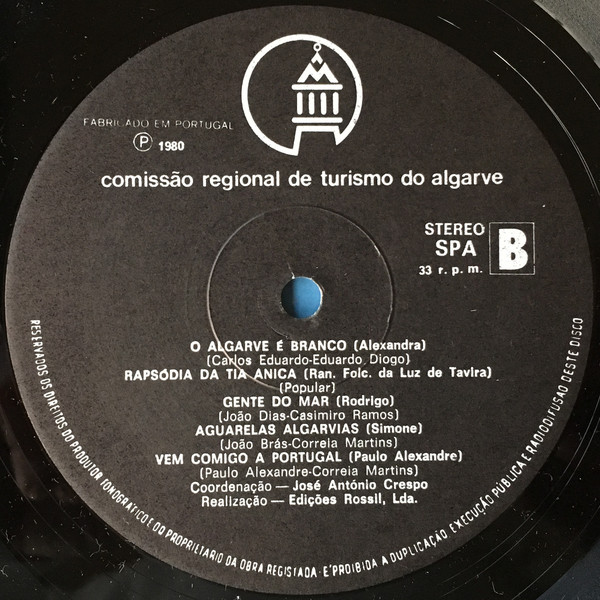 FABRICADO EM PORTUGAL
Ⓟ 1980
comissão regional de turismo do algarve
STEREO
SPA
33 r. p. m.
B
O ALGARVE É BRANCO (Alexandra)
(Carlos Eduardo-Eduardo Diogo)
RAPSÓDIA DA TIA ANICA (Ran. Folc. da Luz de Tavira)
(Popular)
GENTE DO MAR (Rodrigo)
(João Dias-Casimiro Ramos)
AGUARELAS ALGARVIAS (Simone)
(João Brás-Correia Martins)
VEM COMIGO A PORTUGAL (Paulo Alexandre)
(Paulo Alexandre-Correia Martins)
Coordenação — José António Crespo
Realização — Edições Rossil, Lda.
RESERVADOS OS DIREITOS DO PRODUTOR FONOGRAFICO E DO PROPRIETARIO DA OBRA REGISTADA - E' PROIBIDA A DUPLICAÇÃO, EXECUÇÃO PÚBLICA E RADIODIFUSÃO DESTE DISCO